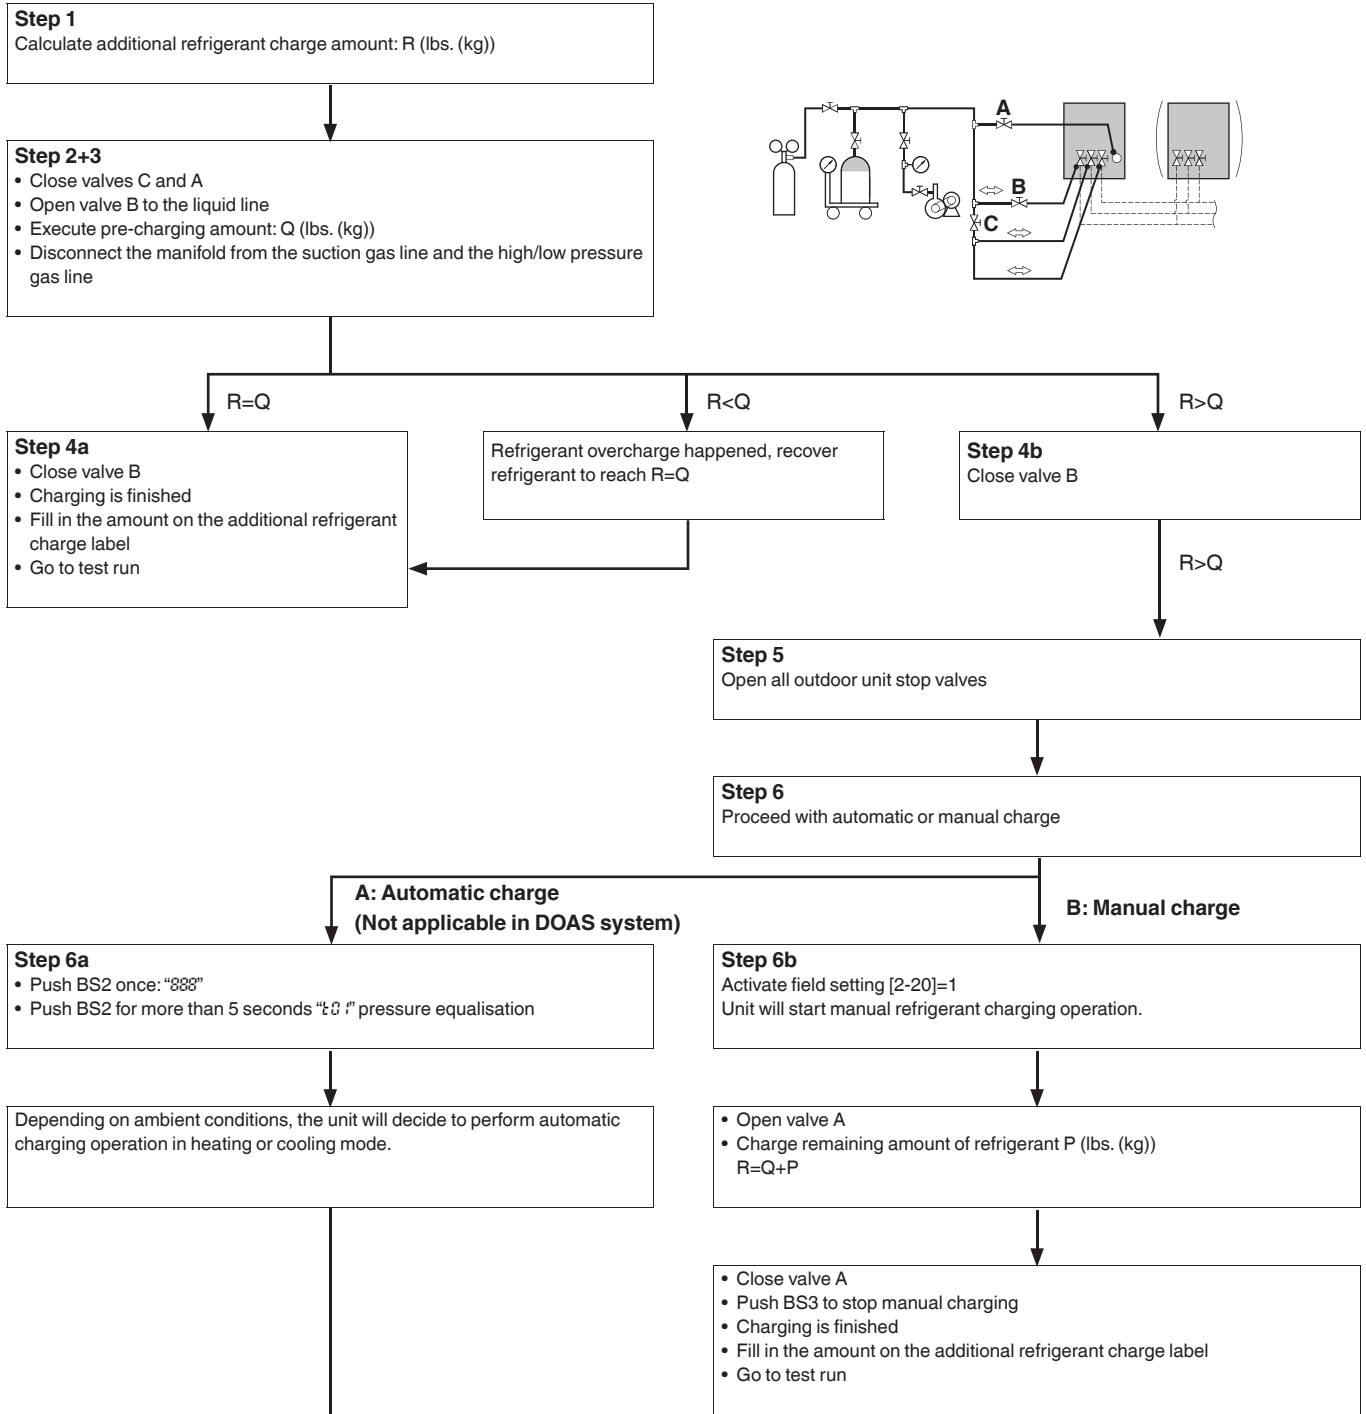 Step 1
Calculate additional refrigerant charge amount: R (lbs. (kg))
Step 2+3
• Close valves C and A
• Open valve B to the liquid line
• Execute pre-charging amount: Q (lbs. (kg))
• Disconnect the manifold from the suction gas line and the high/low pressure
gas line
A
B
C
R=Q
R<Q
R>Q
Step 4a
• Close valve B
• Charging is finished
• Fill in the amount on the additional refrigerant
charge label
• Go to test run
Refrigerant overcharge happened, recover
refrigerant to reach R=Q
Step 4b
Close valve B
R>Q
Step 5
Open all outdoor unit stop valves
Step 6
Proceed with automatic or manual charge
A: Automatic charge
(Not applicable in DOAS system)
B: Manual charge
Step 6a
• Push BS2 once: “888”
• Push BS2 for more than 5 seconds “t01” pressure equalisation
Step 6b
Activate field setting [2-20]=1
Unit will start manual refrigerant charging operation.
Depending on ambient conditions, the unit will decide to perform automatic
charging operation in heating or cooling mode.
• Open valve A
• Charge remaining amount of refrigerant P (lbs. (kg))
R=Q+P
• Close valve A
• Push BS3 to stop manual charging
• Charging is finished
• Fill in the amount on the additional refrigerant charge label
• Go to test run